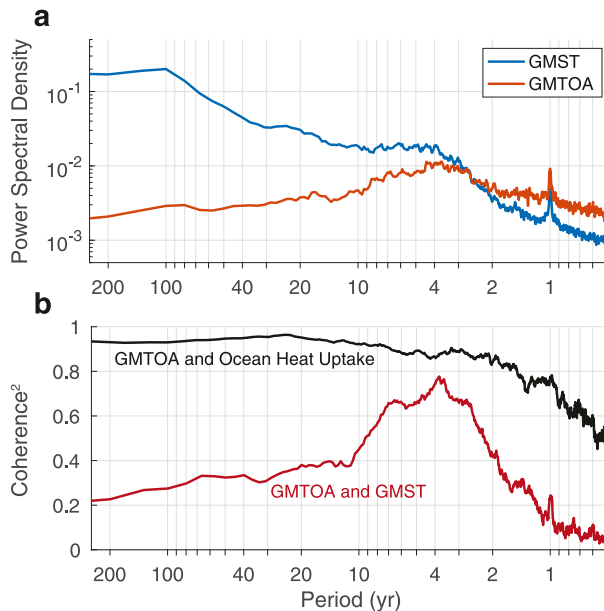 a
GMST
GMTOA
Power Spectral Density
10⁻¹
10⁻²
10⁻³
200 100 40 20 10 4 2 1
b
1
0.8
0.6
0.4
0.2
0
Coherence²
GMTOA and Ocean Heat Uptake
GMTOA and GMST
200 100 40 20 10 4 2 1
Period (yr)